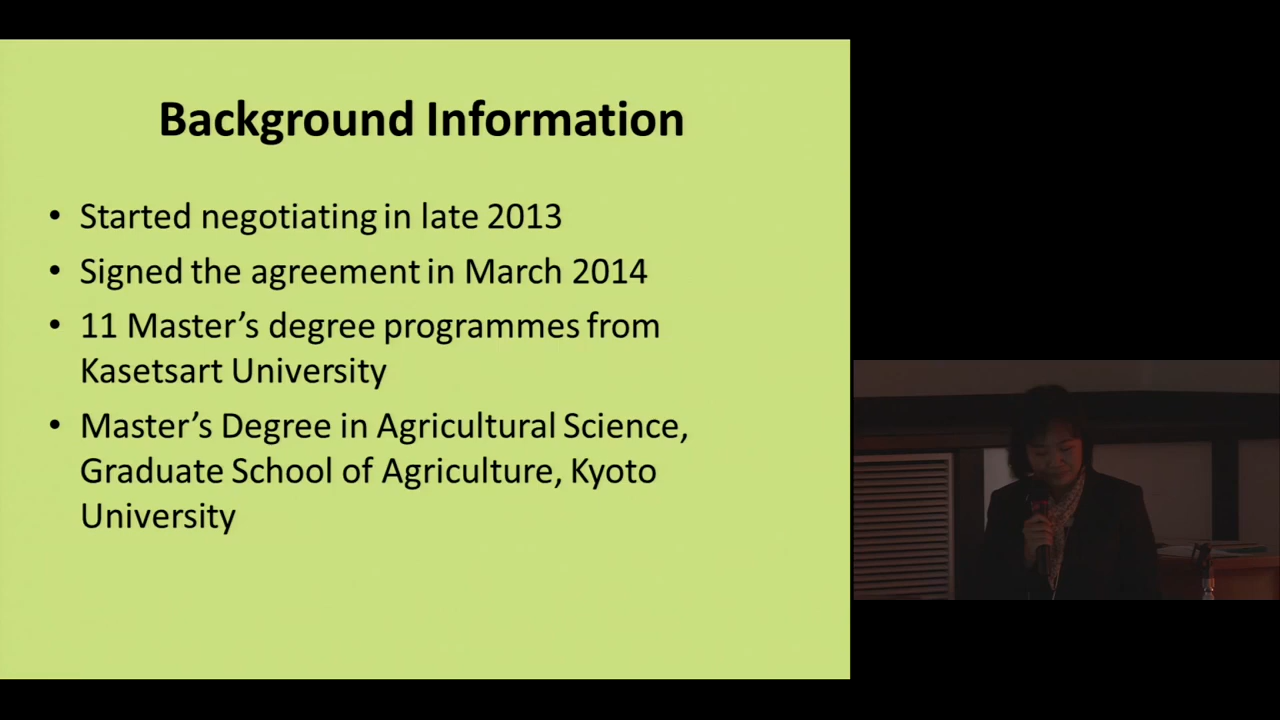 Background Information
• Started negotiating in late 2013
• Signed the agreement in March 2014
• 11 Master’s degree programmes from
Kasetsart University
• Master’s Degree in Agricultural Science,
Graduate School of Agriculture, Kyoto
University